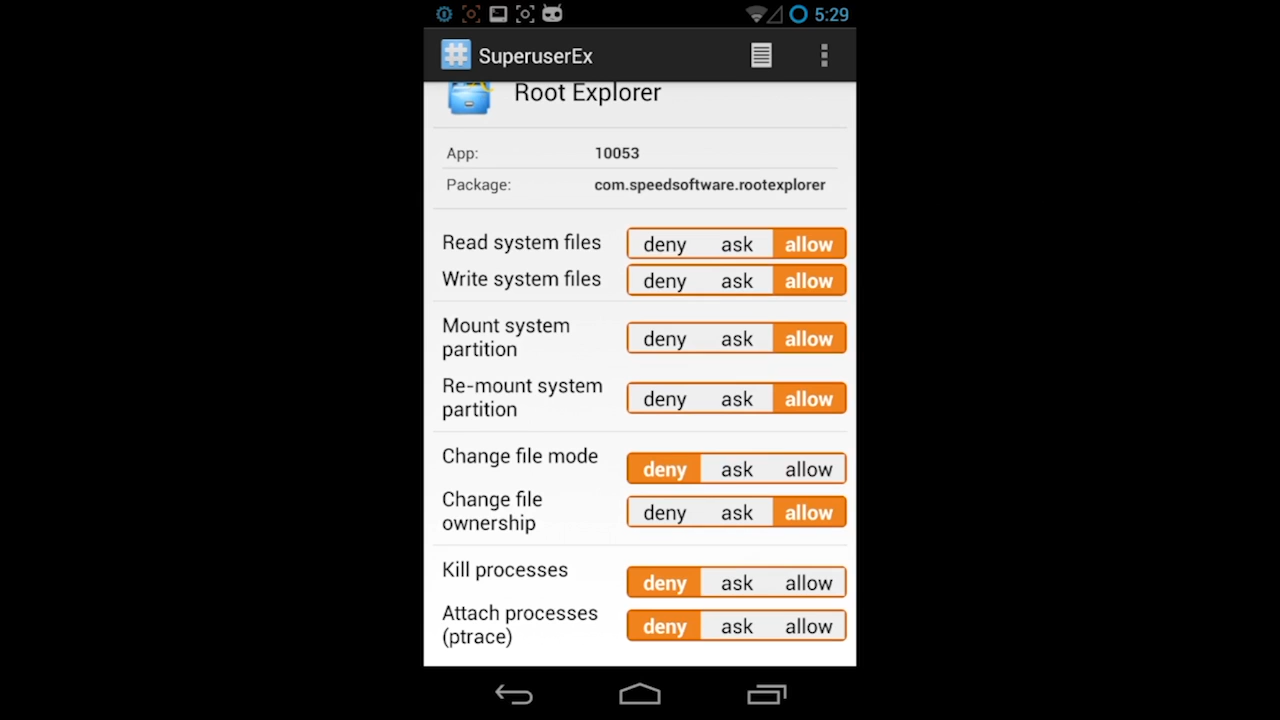 5:29
SuperuserEx
Root Explorer
App: 10053
Package: com.speedsoftware.rootexplorer
Read system files deny ask allow
Write system files deny ask allow
Mount system
partition deny ask allow
Re-mount system
partition deny ask allow
Change file mode deny ask allow
Change file
ownership deny ask allow
Kill processes deny ask allow
Attach processes
(ptrace) deny ask allow